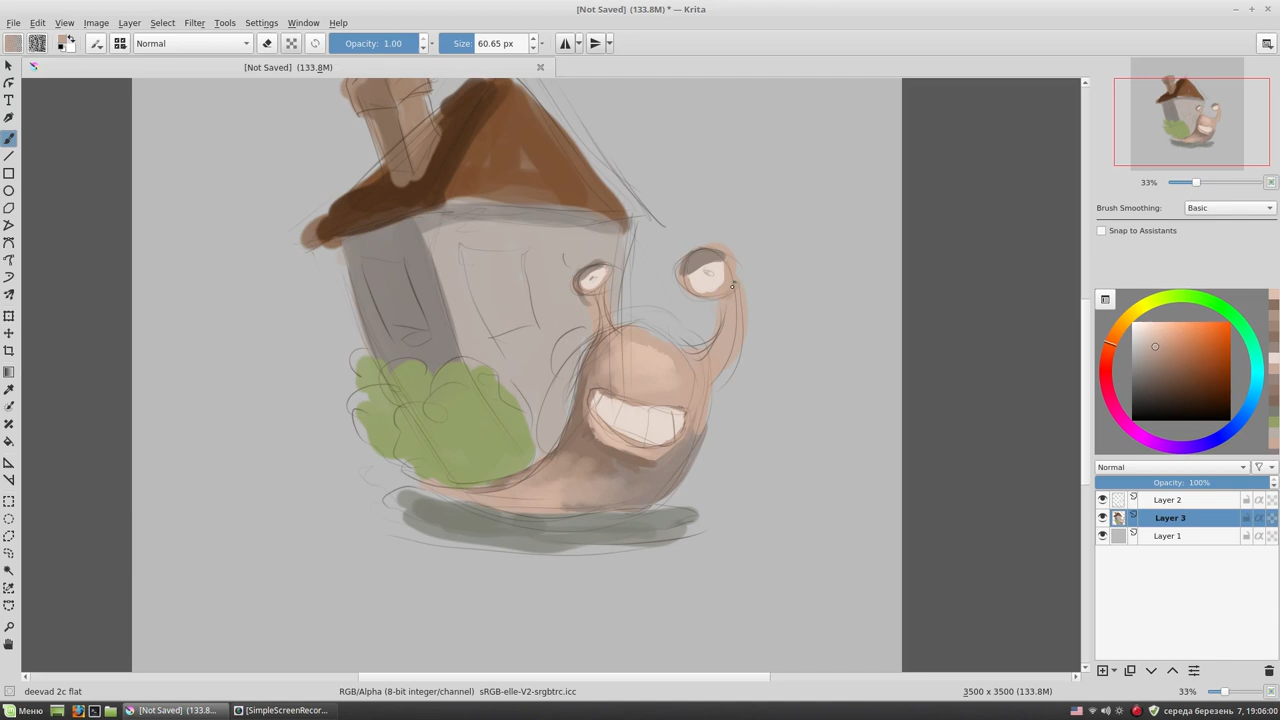 [Not Saved] (133.8M) * — Krita
File Edit View Image Layer Select Filter Tools Settings Window Help
Normal Opacity: 1.00 Size: 60.65 px
[Not Saved] (133.8M)
33%
Brush Smoothing: Basic
Snap to Assistants
Normal
Opacity: 100%
Layer 2
Layer 3
Layer 1
deevad 2c flat RGB/Alpha (8-bit integer/channel) sRGB-elle-V2-srgbtrc.icc 3500 x 3500 (133.8M) 33%
Меню [Not Saved] (133.8... [SimpleScreenRecor... середа березень 7, 19:06:00